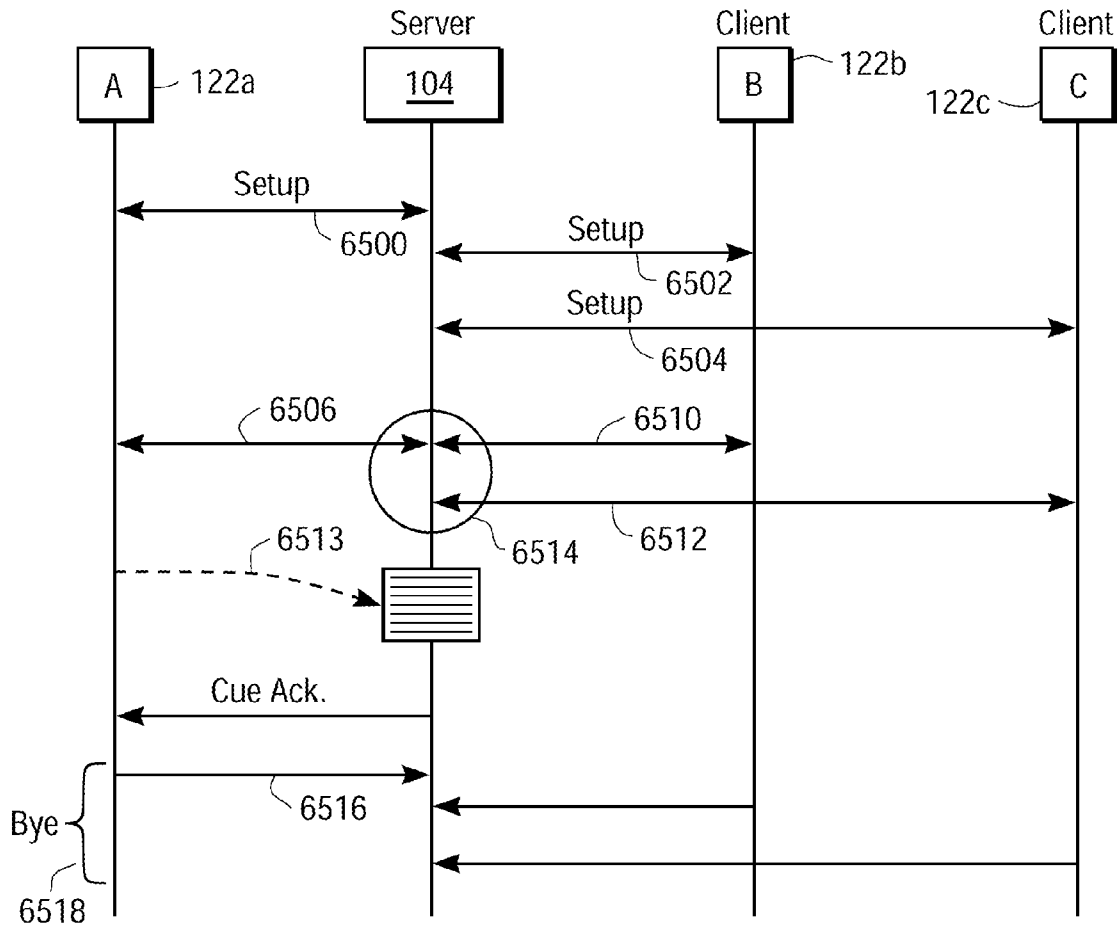 Server
Client
Client
A
122a
104
B
122b
122c
C
Setup
6500
Setup
6502
Setup
6504
6506
6510
6513
6514
6512
Cue Ack.
6516
Bye
6518